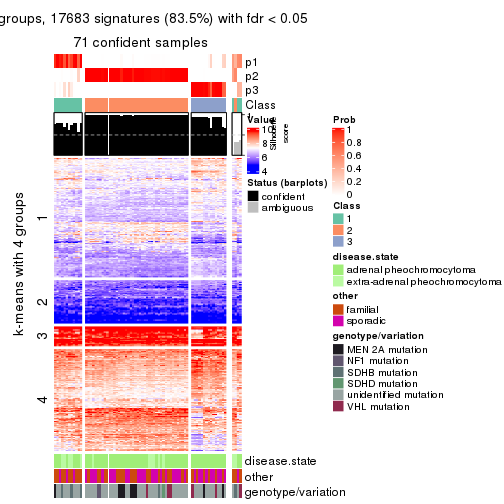 groups, 17683 signatures (83.5%) with fdr < 0.05
71 confident samples
p1
p2
p3
Class
k-means with 4 groups
1
2
3
4
Silhouette
score
Value
10
8
6
4
Status (barplots)
confident
ambiguous
Prob
1
0.8
0.6
0.4
0.2
0
Class
1
2
3
disease.state
adrenal pheochromocytoma
extra-adrenal pheochromocytoma
other
familial
sporadic
genotype/variation
MEN 2A mutation
NF1 mutation
SDHB mutation
SDHD mutation
unidentified mutation
VHL mutation
disease.state
other
genotype/variation